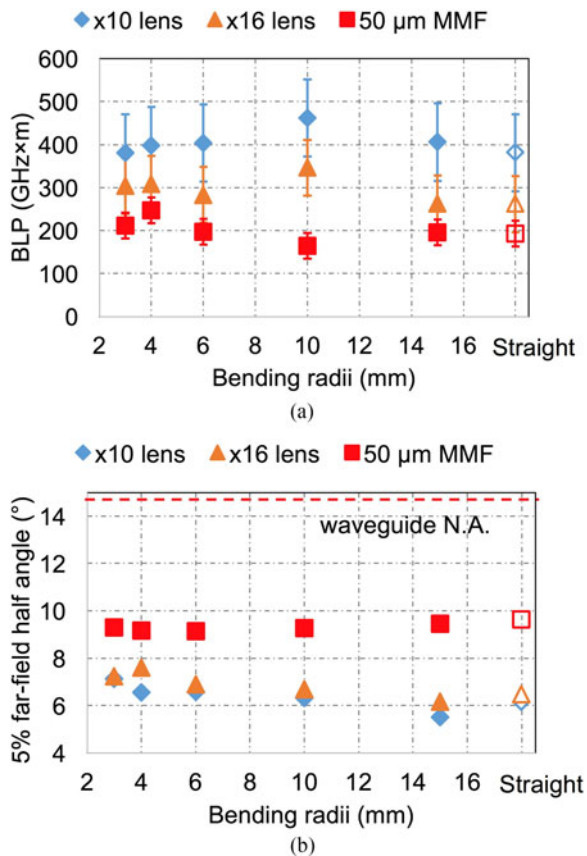 (a)
x10 lens x16 lens 50 μm MMF
600
500
400
300
200
100
0
BLP (GHz×m)
2 4 6 8 10 12 14 16 Straight
Bending radii (mm)
(a)
x10 lens x16 lens 50 μm MMF
14
12
10
8
6
4
5% far-field half angle (°)
waveguide N.A.
2 4 6 8 10 12 14 16 Straight
Bending radii (mm)
(b)